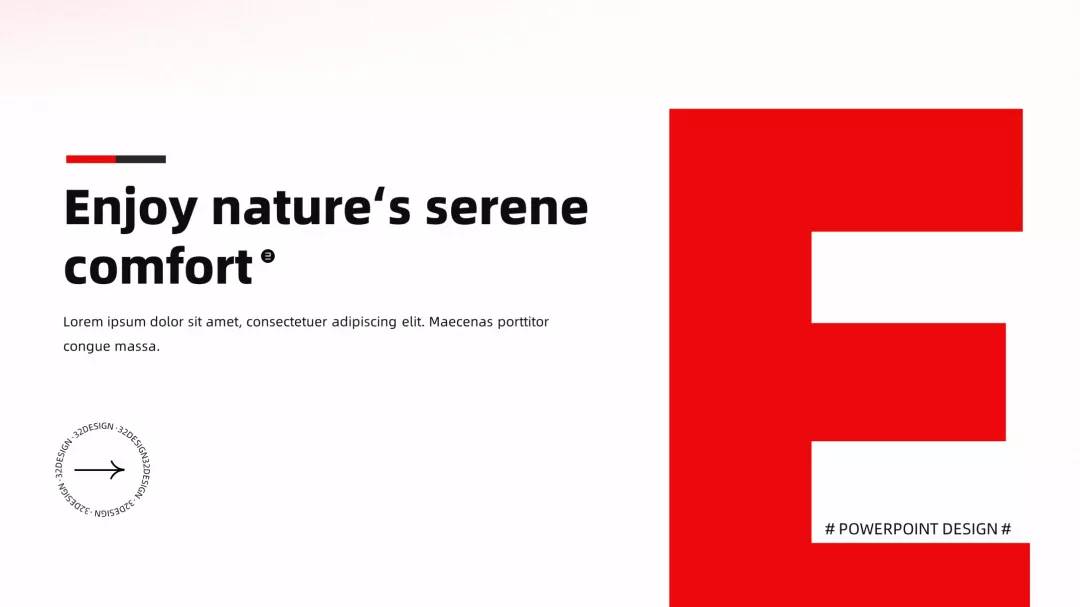 Enjoy nature‘s serene
comfort
Lorem ipsum dolor sit amet, consectetuer adipiscing elit. Maecenas porttitor
congue massa.
32DESIGN ·32DESIGN32DESIGN ·32DESIGN ·32DESIGN ·32DESIGN ·
E
# POWERPOINT DESIGN #